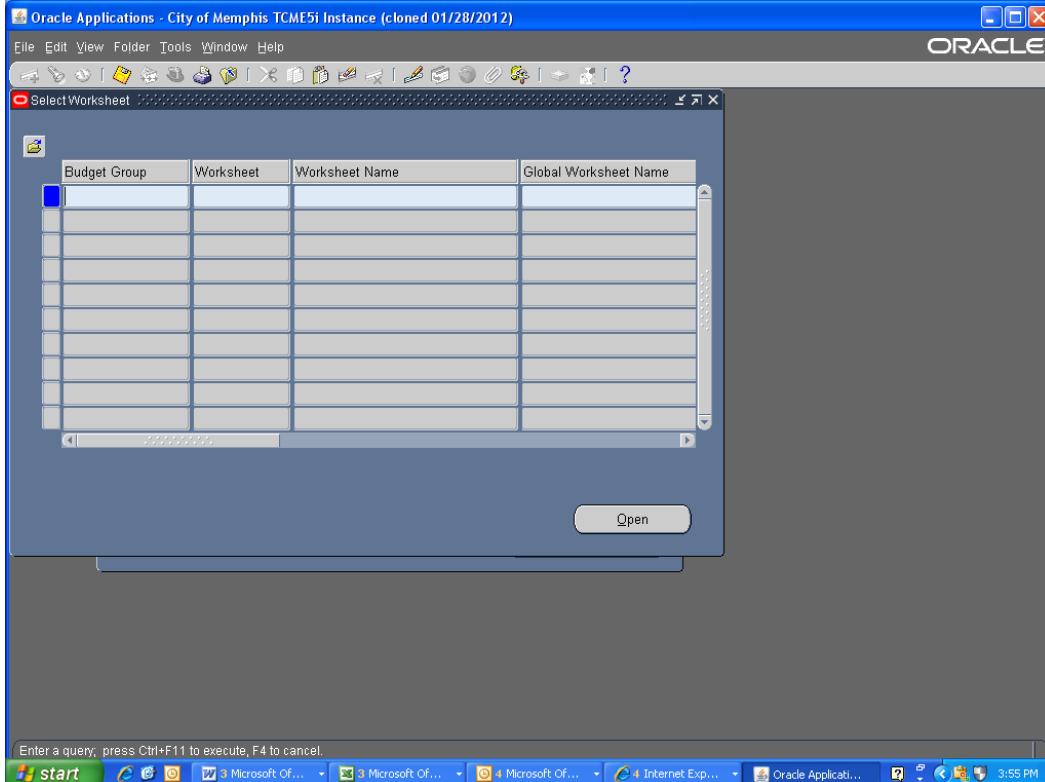 Oracle Applications - City of Memphis TCME5i Instance (cloned 01/28/2012)
File Edit View Folder Tools Window Help
ORACLE
Select Worksheet
Budget Group Worksheet Worksheet Name Global Worksheet Name
Open
Enter a query; press Ctrl+F11 to execute, F4 to cancel.
start 3 Microsoft Of... 3 Microsoft Of... 4 Microsoft Of... 4 Internet Exp... Oracle Applicati... 3:55 PM